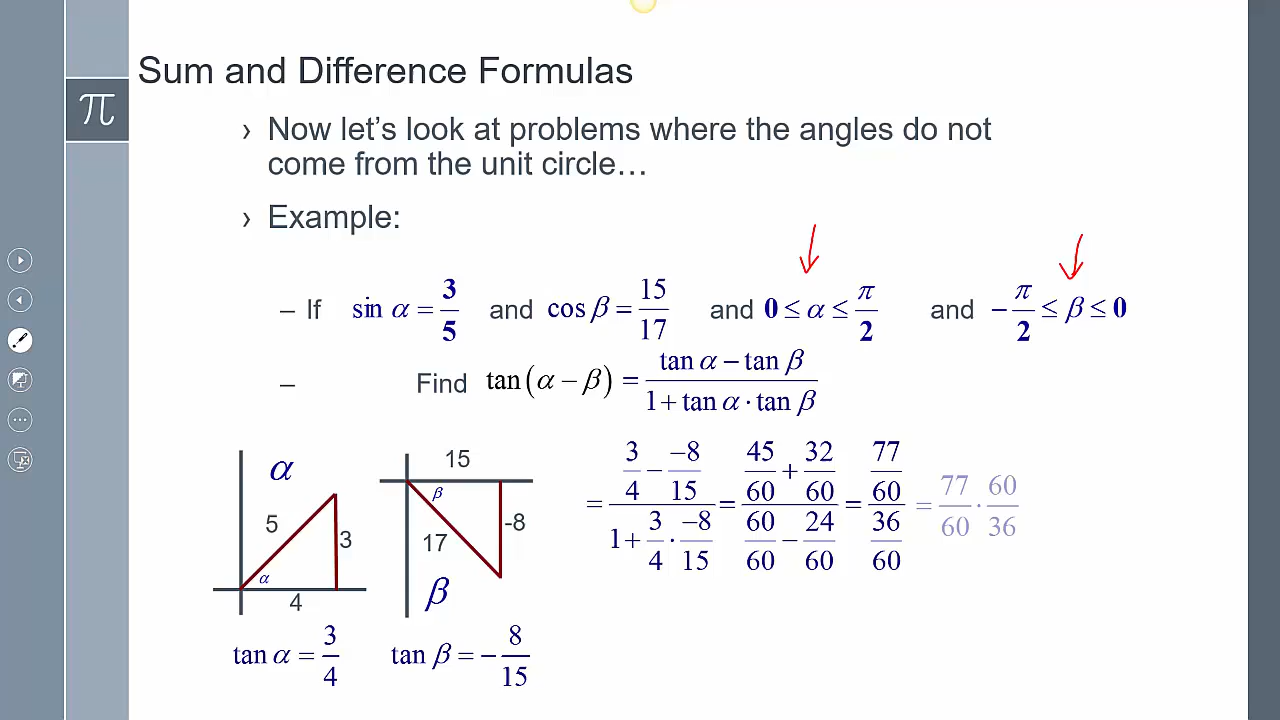 π
Sum and Difference Formulas
› Now let’s look at problems where the angles do not
come from the unit circle…
› Example:
– If sin α = 3/5 and cos β = 15/17 and 0 ≤ α ≤ π/2 and −π/2 ≤ β ≤ 0
– Find tan(α − β) = (tan α − tan β)/(1 + tan α · tan β)
= (3/4 − −8/15)/(1 + 3/4 · −8/15) = (45/60 + 32/60)/(60/60 − 24/60) = (77/60)/(36/60) = 77/60 · 60/36
α
5
3
α
4
15
β
-8
17
β
tan α = 3/4 tan β = − 8/15